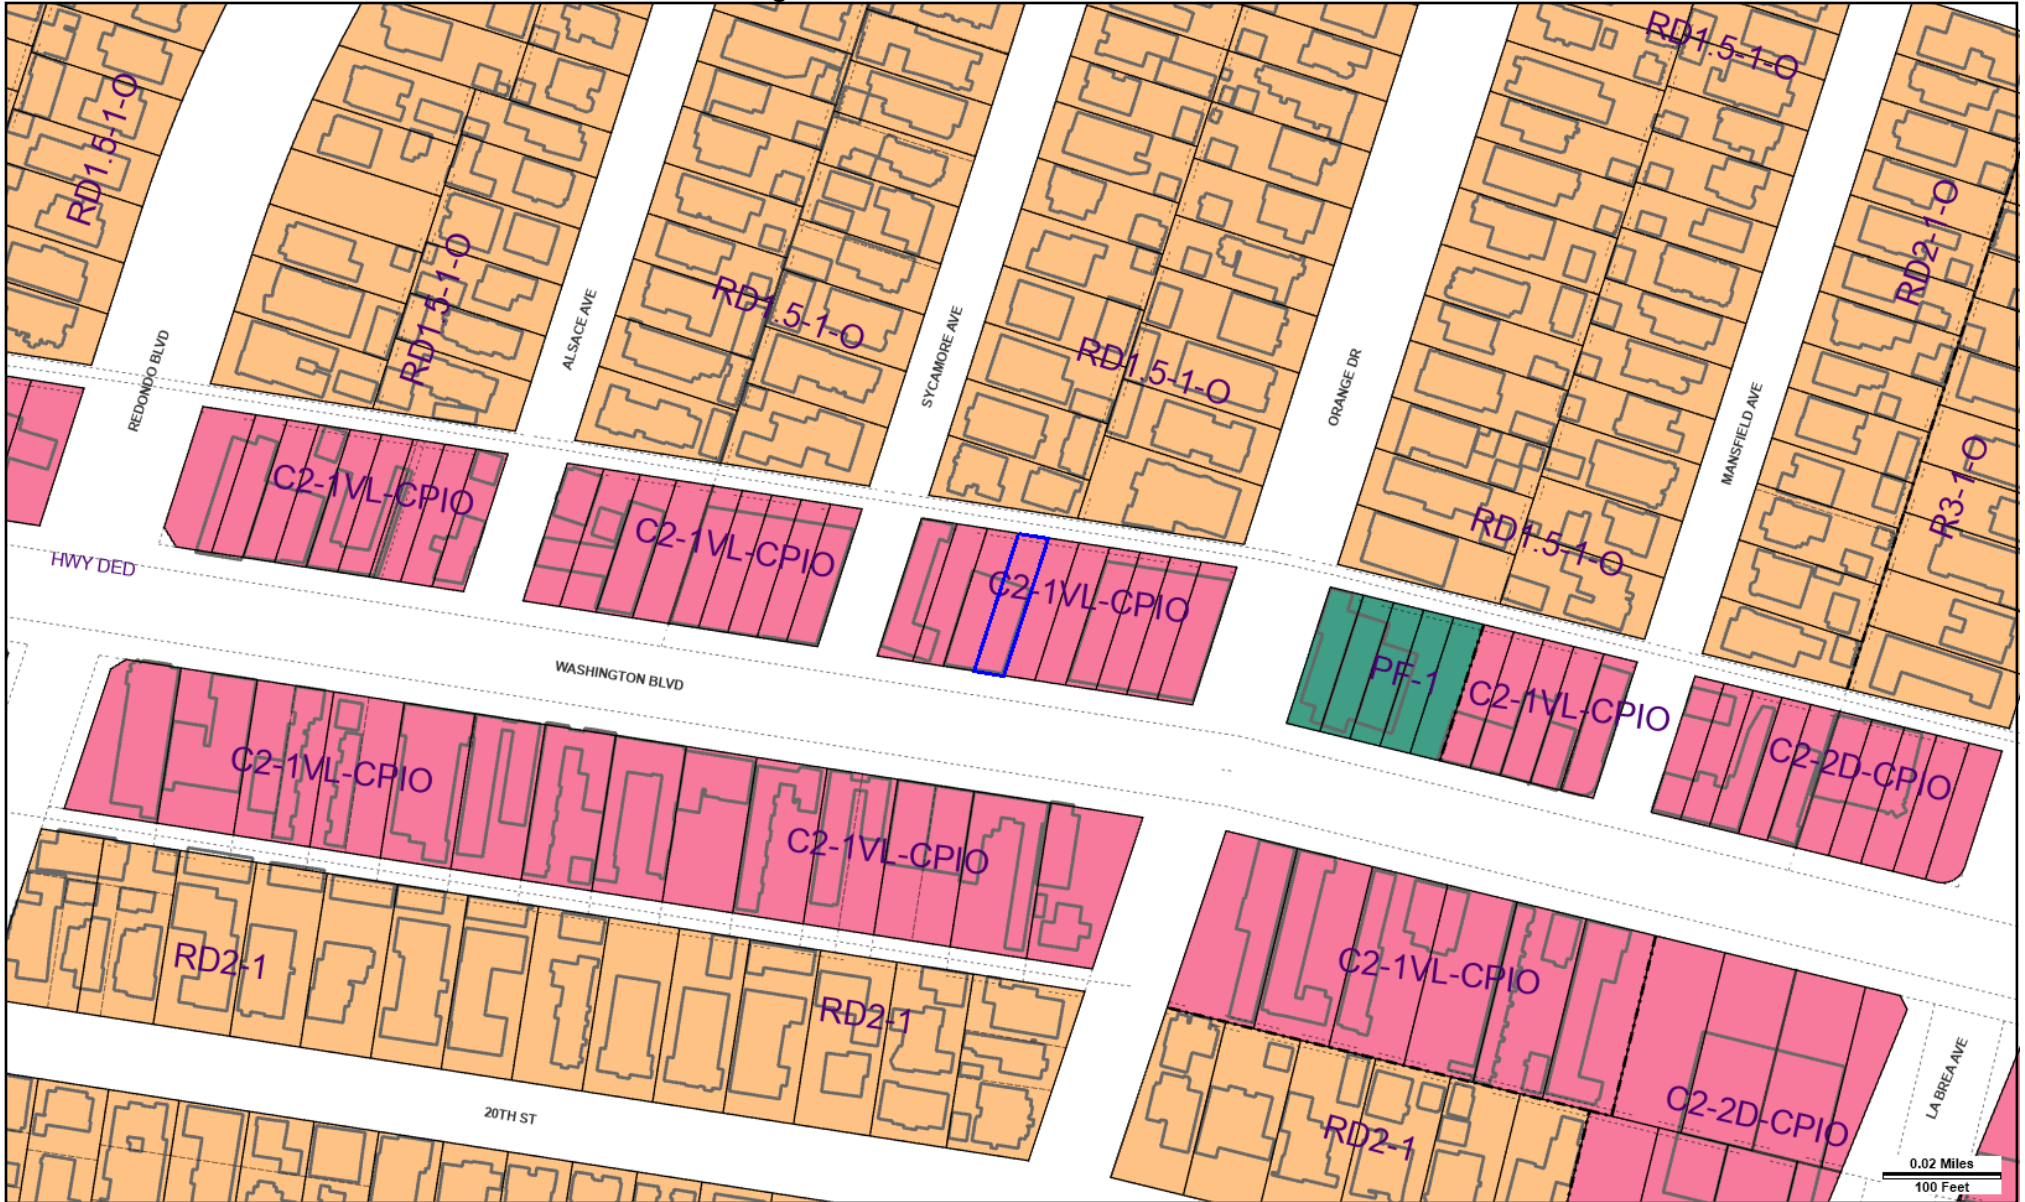 RD1.5-1-O
RD1.5-1-O
RD2-1-O
RD1.5-1-O
RD1.5-1-O
ALSACE AVE
REDONDO BLVD
SYCAMORE AVE
RD1.5-1-O
ORANGE DR
MANSFIELD AVE
R3-1-O
C2-1VL-CPIO
C2-1VL-CPIO
RD1.5-1-O
HWY DED
C2-1VL-CPIO
WASHINGTON BLVD
PF-1
C2-1VL-CPIO
C2-2D-CPIO
C2-1VL-CPIO
C2-1VL-CPIO
RD2-1
RD2-1
C2-1VL-CPIO
LA BREA AVE
20TH ST
C2-2D-CPIO
RD2-1
0.02 Miles
100 Feet